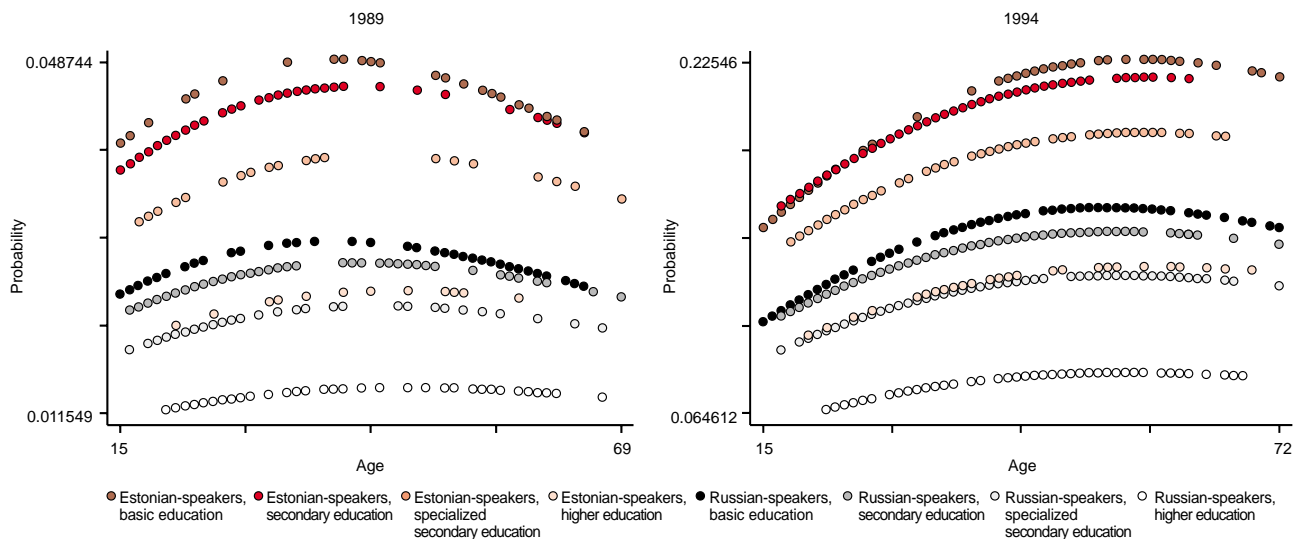 1989
1994
0.048744
0.011549
Probability
15
69
Age
0.22546
0.064612
Probability
15
72
Age
Estonian-speakers,
basic education
Estonian-speakers,
secondary education
Estonian-speakers,
specialized
secondary education
Estonian-speakers,
higher education
Russian-speakers,
basic education
Russian-speakers,
secondary education
Russian-speakers,
specialized
secondary education
Russian-speakers,
higher education